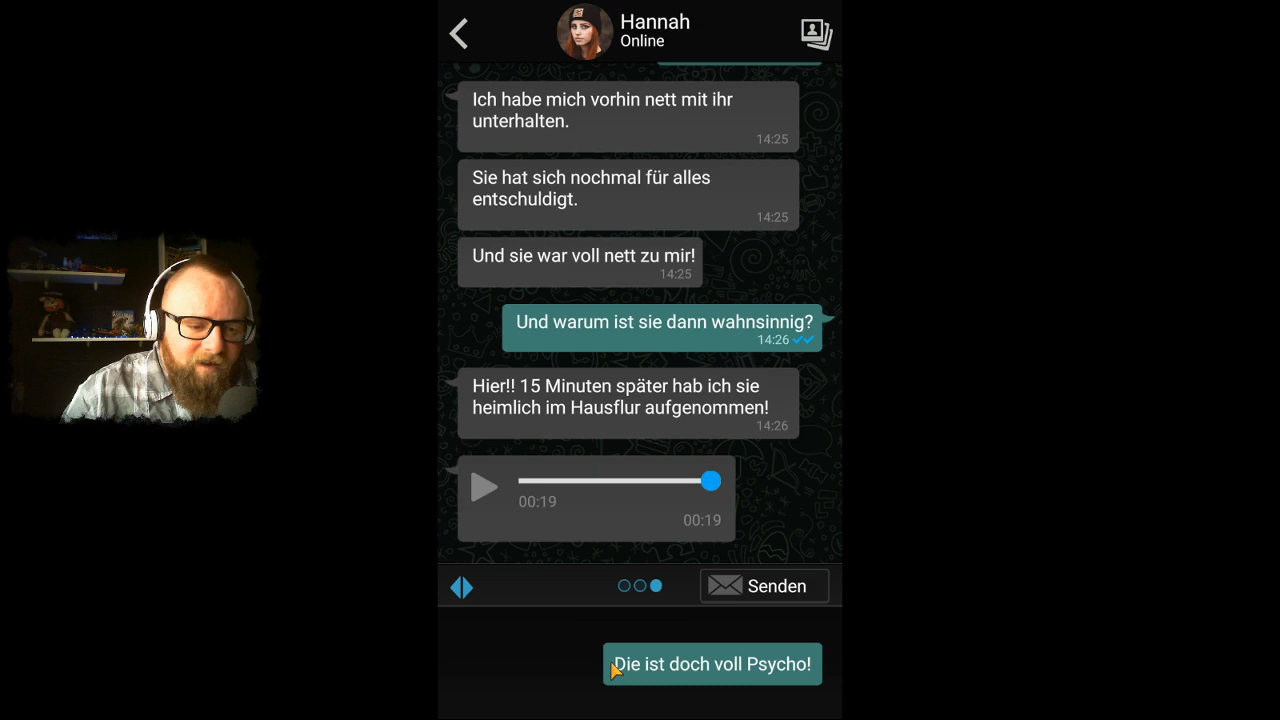 Hannah
Online
Ich habe mich vorhin nett mit ihr
unterhalten.
14:25
Sie hat sich nochmal für alles
entschuldigt.
14:25
Und sie war voll nett zu mir!
14:25
Und warum ist sie dann wahnsinnig?
14:26
Hier!! 15 Minuten später hab ich sie
heimlich im Hausflur aufgenommen!
14:26
00:19
00:19
Senden
Die ist doch voll Psycho!